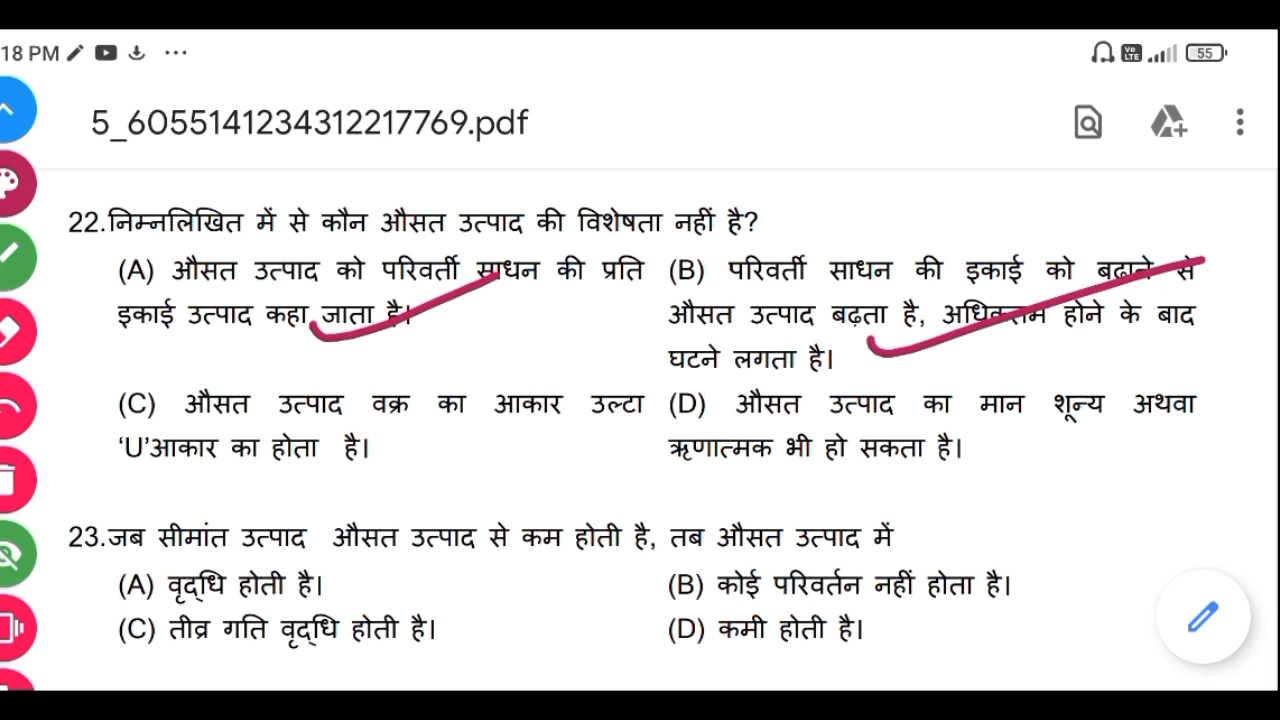 18 PM ...
Vo LTE 55
5_6055141234312217769.pdf
22.निम्नलिखित में से कौन औसत उत्पाद की विशेषता नहीं है?
(A) औसत उत्पाद को परिवर्ती साधन की प्रति
इकाई उत्पाद कहा जाता है।
(B) परिवर्ती साधन की इकाई को बढाने से
औसत उत्पाद बढ़ता है, अधिकतम होने के बाद
घटने लगता है।
(C) औसत उत्पाद वक्र का आकार उल्टा
‘U’आकार का होता है।
(D) औसत उत्पाद का मान शून्य अथवा
ऋणात्मक भी हो सकता है।
23.जब सीमांत उत्पाद औसत उत्पाद से कम होती है, तब औसत उत्पाद में
(A) वृद्धि होती है।
(B) कोई परिवर्तन नहीं होता है।
(C) तीव्र गति वृद्धि होती है।
(D) कमी होती है।